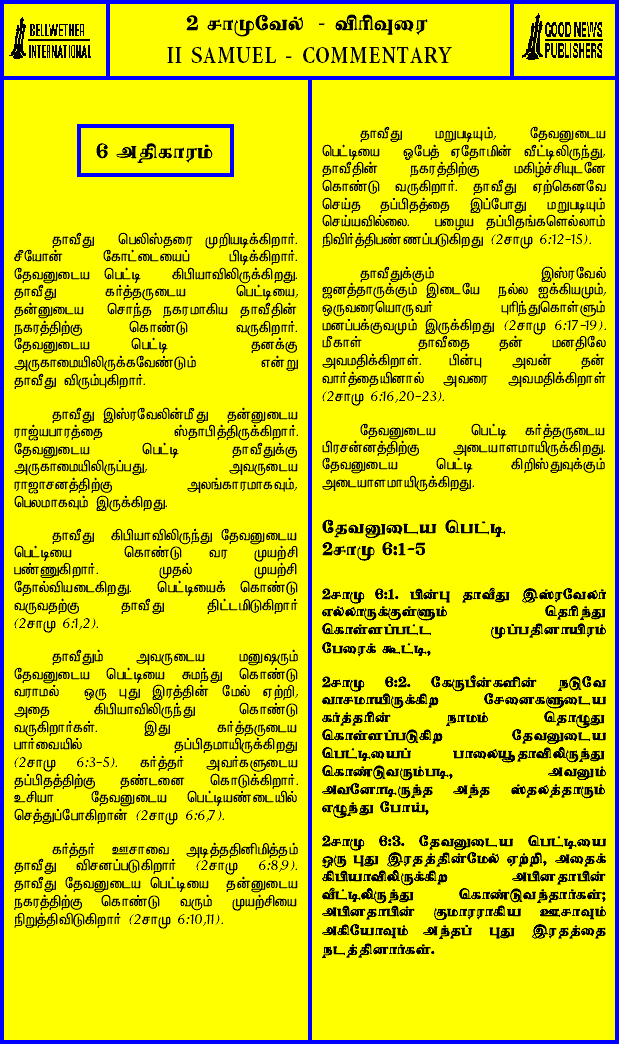 BELLWETHER
INTERNATIONAL
2 சாமுவேல் - விரிவுரை
II SAMUEL - COMMENTARY
GOOD NEWS
PUBLISHERS
6 அதிகாரம்
தாவீது பெலிஸ்தரை முறியடிக்கிறார்.
சீயோன் கோட்டையைப் பிடிக்கிறார்.
தேவனுடைய பெட்டி கிபியாவிலிருக்கிறது.
தாவீது கர்த்தருடைய பெட்டியை,
தன்னுடைய சொந்த நகரமாகிய தாவீதின்
நகரத்திற்கு கொண்டு வருகிறார்.
தேவனுடைய பெட்டி தனக்கு
அருகாமையிலிருக்கவேண்டும் என்று
தாவீது விரும்புகிறார்.
தாவீது இஸ்ரவேலின்மீது தன்னுடைய
ராஜ்யபாரத்தை ஸ்தாபித்திருக்கிறார்.
தேவனுடைய பெட்டி தாவீதுக்கு
அருகாமையிலிருப்பது, அவருடைய
ராஜாசனத்திற்கு அலங்காரமாகவும்,
பெலமாகவும் இருக்கிறது.
தாவீது கிபியாவிலிருந்து தேவனுடைய
பெட்டியை கொண்டு வர முயற்சி
பண்ணுகிறார். முதல் முயற்சி
தோல்வியடைகிறது. பெட்டியைக் கொண்டு
வருவதற்கு தாவீது திட்டமிடுகிறார்
(2சாமு 6:1,2).
தாவீதும் அவருடைய மனுஷரும்
தேவனுடைய பெட்டியை சுமந்து கொண்டு
வராமல் ஒரு புது இரத்தின் மேல் ஏற்றி,
அதை கிபியாவிலிருந்து கொண்டு
வருகிறார்கள். இது கர்த்தருடைய
பார்வையில் தப்பிதமாயிருக்கிறது
(2சாமு 6:3-5). கர்த்தர் அவர்களுடைய
தப்பிதத்திற்கு தண்டனை கொடுக்கிறார்.
உசியா தேவனுடைய பெட்டியண்டையில்
செத்துப்போகிறான் (2சாமு 6:6,7).
கர்த்தர் ஊசாவை அடித்ததினிமித்தம்
தாவீது விசனப்படுகிறார் (2சாமு 6:8,9).
தாவீது தேவனுடைய பெட்டியை தன்னுடைய
நகரத்திற்கு கொண்டு வரும் முயற்சியை
நிறுத்திவிடுகிறார் (2சாமு 6:10,11).
தாவீது மறுபடியும், தேவனுடைய
பெட்டியை ஓபேத் ஏதோமின் வீட்டிலிருந்து,
தாவீதின் நகரத்திற்கு மகிழ்ச்சியுடனே
கொண்டு வருகிறார். தாவீது ஏற்கெனவே
செய்த தப்பிதத்தை இப்போது மறுபடியும்
செய்யவில்லை. பழைய தப்பிதங்களெல்லாம்
நிவிர்த்திபண்ணப்படுகிறது (2சாமு 6:12-15).
தாவீதுக்கும் இஸ்ரவேல்
ஜனத்தாருக்கும் இடையே நல்ல ஐக்கியமும்,
ஒருவரையொருவர் புரிந்துகொள்ளும்
மனப்பக்குவமும் இருக்கிறது (2சாமு 6:17-19).
மீகாள் தாவீதை தன் மனதிலே
அவமதிக்கிறாள். பின்பு அவன் தன்
வார்த்தையினால் அவரை அவமதிக்கிறாள்
(2சாமு 6:16,20-23).
தேவனுடைய பெட்டி கர்த்தருடைய
பிரசன்னத்திற்கு அடையாளமாயிருக்கிறது.
தேவனுடைய பெட்டி கிறிஸ்துவுக்கும்
அடையாளமாயிருக்கிறது.
தேவனுடைய பெட்டி
2சாமு 6:1-5
2சாமு 6:1. பின்பு தாவீது இஸ்ரவேலர்
எல்லாருக்குள்ளும் தெரிந்து
கொள்ளப்பட்ட முப்பதினாயிரம்
பேரைக் கூட்டி,
2சாமு 6:2. கேருபீன்களின் நடுவே
வாசமாயிருக்கிற சேனைகளுடைய
கர்த்தரின் நாமம் தொழுது
கொள்ளப்படுகிற தேவனுடைய
பெட்டியைப் பாலையூதாவிலிருந்து
கொண்டுவரும்படி, அவனும்
அவனோடிருந்த அந்த ஸ்தலத்தாரும்
எழுந்து போய்,
2சாமு 6:3. தேவனுடைய பெட்டியை
ஒரு புது இரதத்தின்மேல் ஏற்றி, அதைக்
கிபியாவிலிருக்கிற அபினதாபின்
வீட்டிலிருந்து கொண்டுவந்தார்கள்;
அபினதாபின் குமாரராகிய ஊசாவும்
அகியோவும் அந்தப் புது இரதத்தை
நடத்தினார்கள்.